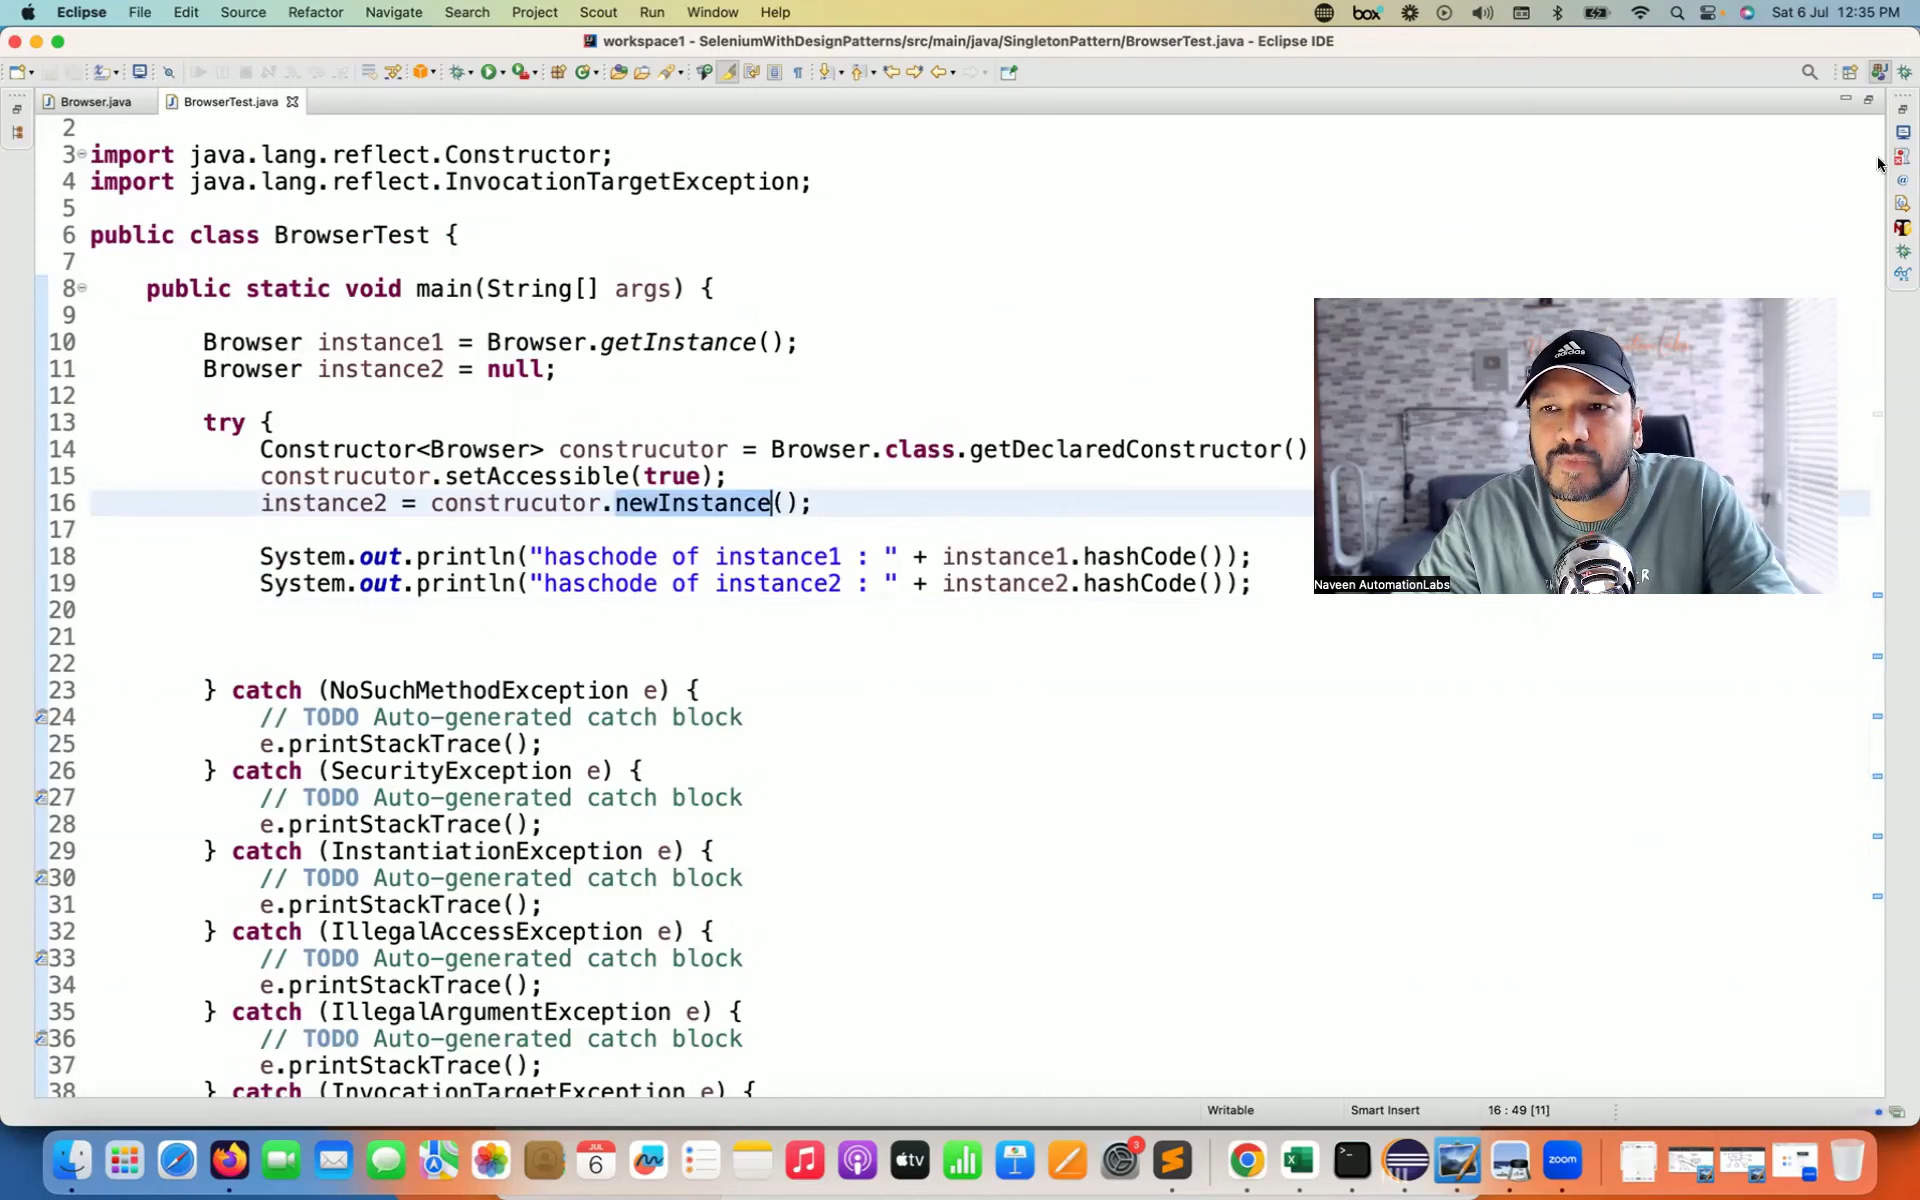 Eclipse File Edit Source Refactor Navigate Search Project Scout Run Window Help box Sat 6 Jul 12:35 PM
workspace1 - SeleniumWithDesignPatterns/src/main/java/SingletonPattern/BrowserTest.java - Eclipse IDE
Browser.java BrowserTest.java
2
3 import java.lang.reflect.Constructor;
4 import java.lang.reflect.InvocationTargetException;
5
6 public class BrowserTest {
7
8 public static void main(String[] args) {
9
10 Browser instance1 = Browser.getInstance();
11 Browser instance2 = null;
12
13 try {
14 Constructor<Browser> construcutor = Browser.class.getDeclaredConstructor()
15 construcutor.setAccessible(true);
16 instance2 = construcutor.newInstance();
17
18 System.out.println("haschode of instance1 : " + instance1.hashCode());
19 System.out.println("haschode of instance2 : " + instance2.hashCode());
20
21
22
23 } catch (NoSuchMethodException e) {
24 // TODO Auto-generated catch block
25 e.printStackTrace();
26 } catch (SecurityException e) {
27 // TODO Auto-generated catch block
28 e.printStackTrace();
29 } catch (InstantiationException e) {
30 // TODO Auto-generated catch block
31 e.printStackTrace();
32 } catch (IllegalAccessException e) {
33 // TODO Auto-generated catch block
34 e.printStackTrace();
35 } catch (IllegalArgumentException e) {
36 // TODO Auto-generated catch block
37 e.printStackTrace();
38 } catch (InvocationTargetException e) {
adidas
Naveen AutomationLabs
Writable Smart Insert 16 : 49 [11]
JUL
6
tv
3
zoom